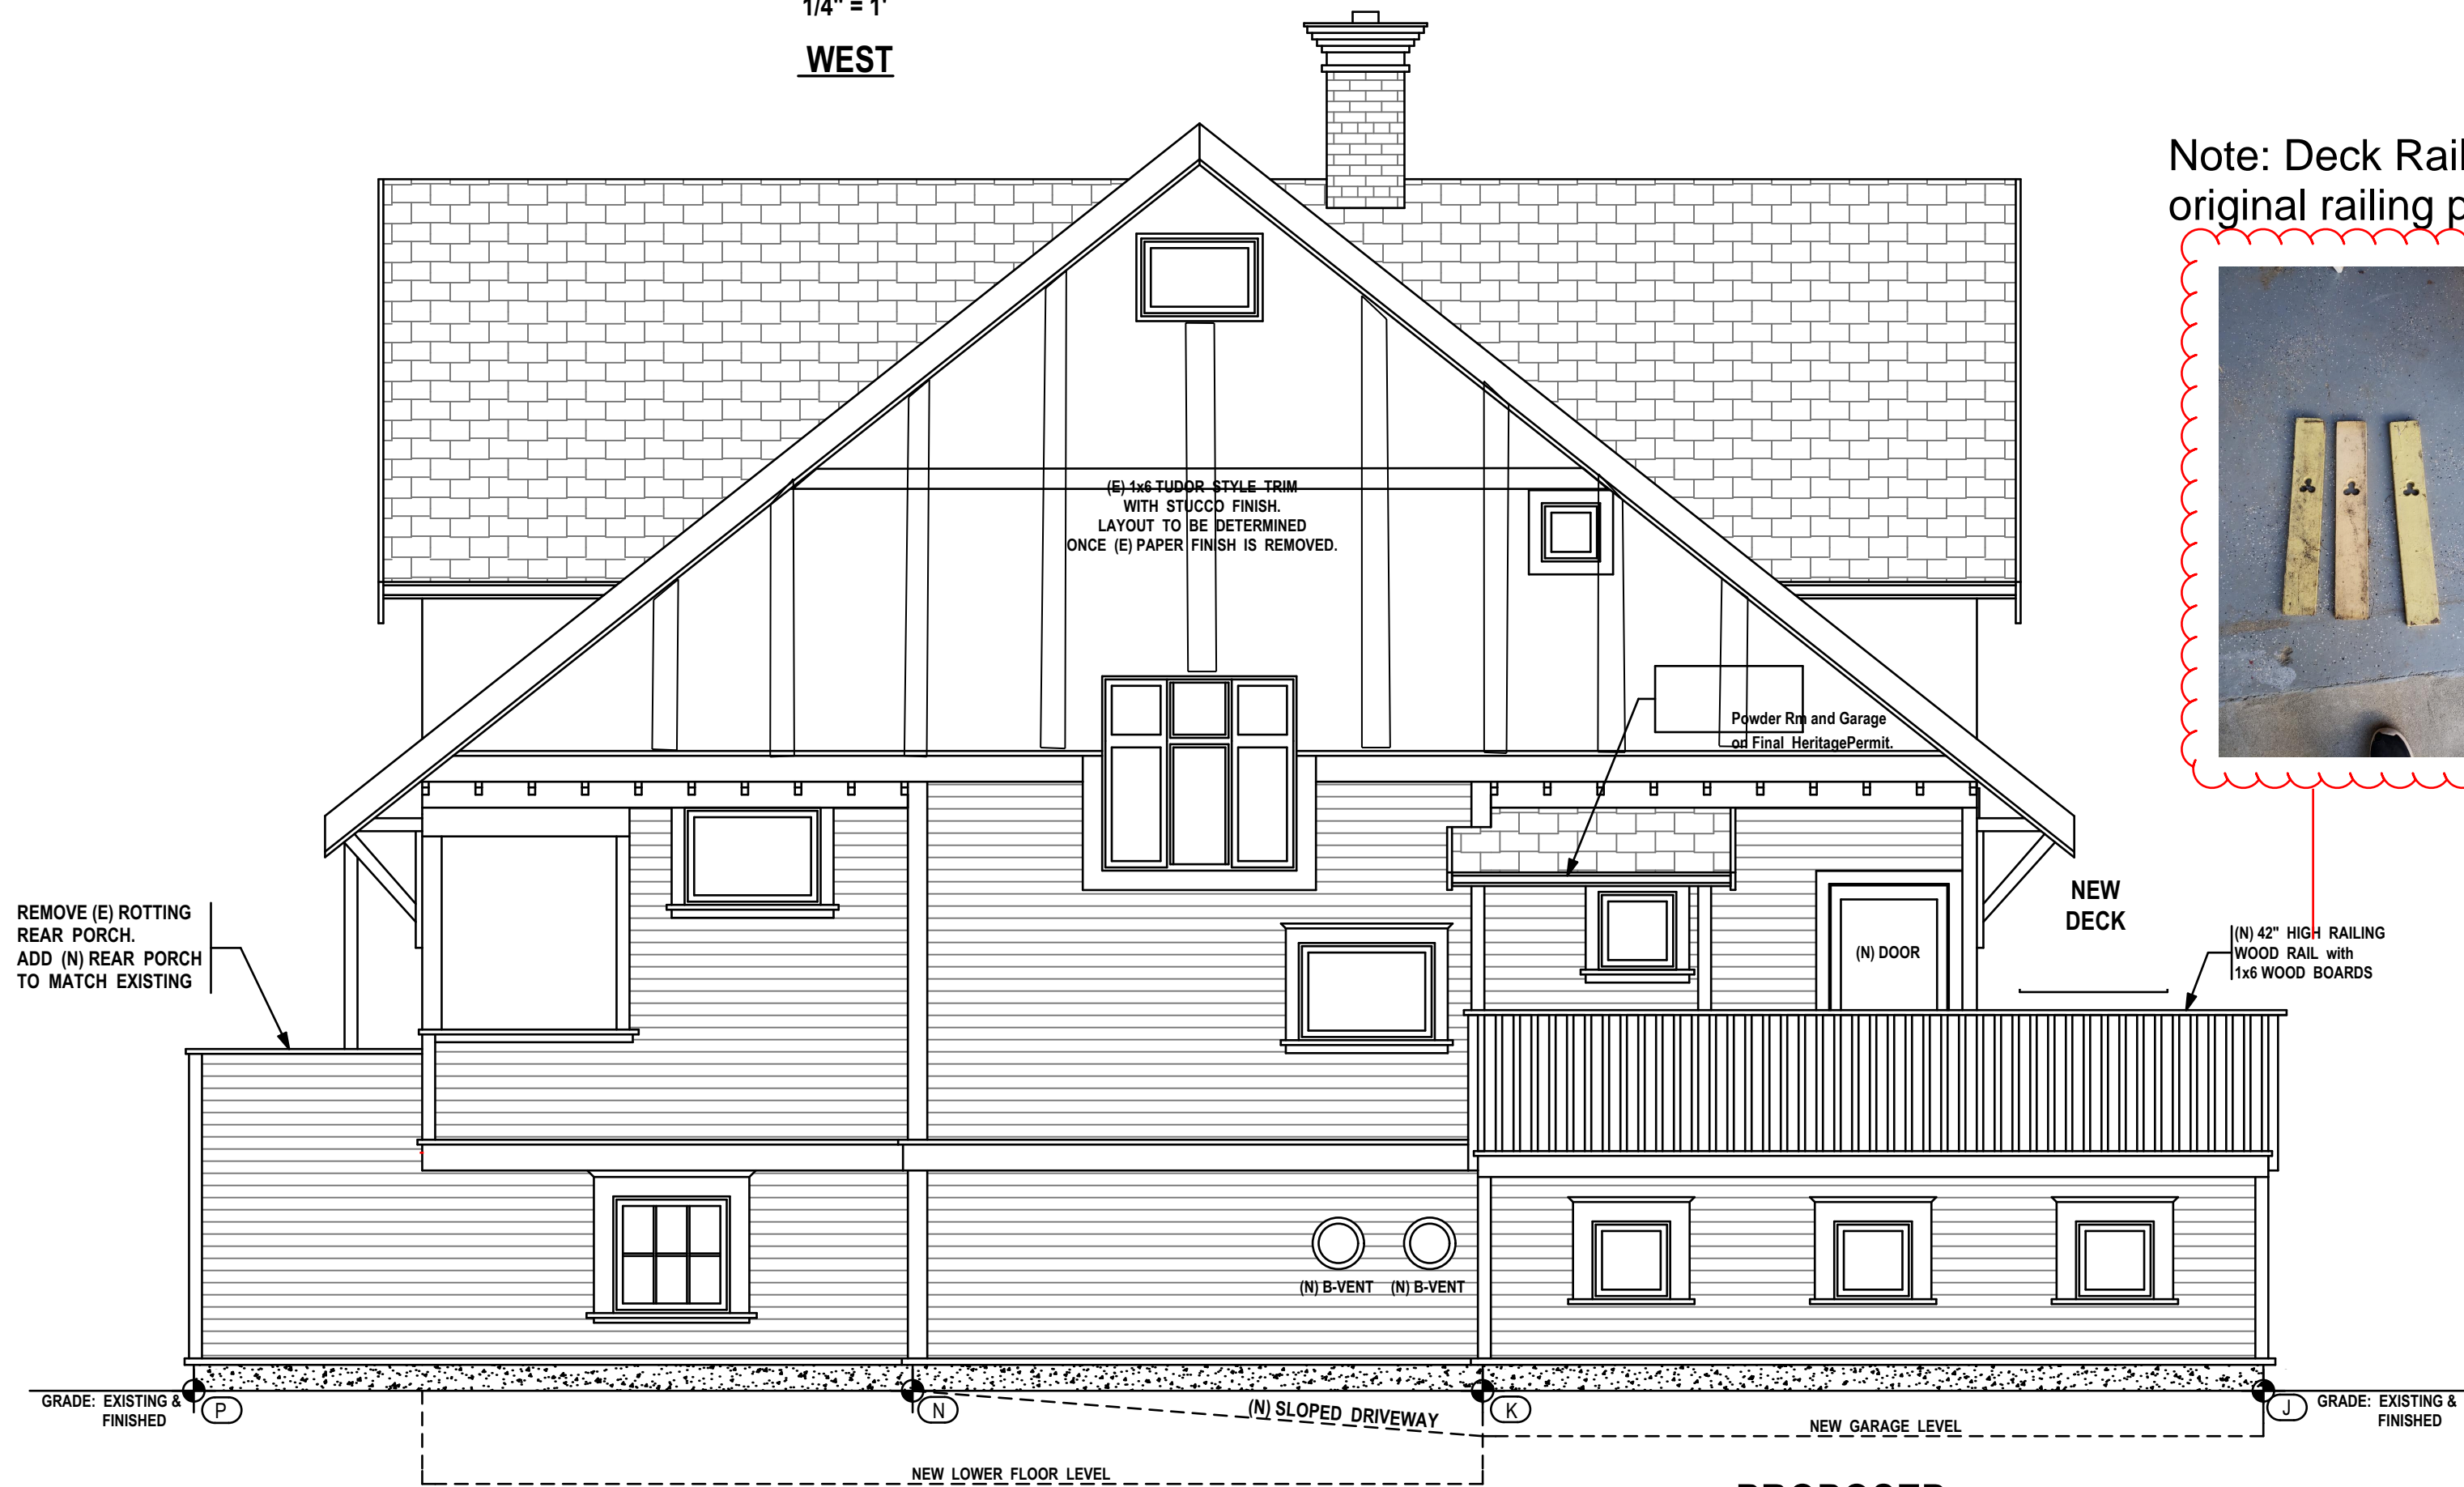 1/4" = 1'
WEST
Note: Deck Rail
original railing p
(E) 1x6 TUDOR STYLE TRIM
WITH STUCCO FINISH.
LAYOUT TO BE DETERMINED
ONCE (E) PAPER FINISH IS REMOVED.
Powder Rm and Garage
on Final HeritagePermit.
REMOVE (E) ROTTING
REAR PORCH.
ADD (N) REAR PORCH
TO MATCH EXISTING
NEW
DECK
(N) 42" HIGH RAILING
WOOD RAIL with
1x6 WOOD BOARDS
(N) DOOR
(N) B-VENT
(N) B-VENT
GRADE: EXISTING &
FINISHED
P
N
(N) SLOPED DRIVEWAY
K
NEW GARAGE LEVEL
J
GRADE: EXISTING &
FINISHED
NEW LOWER FLOOR LEVEL
PROPOSED